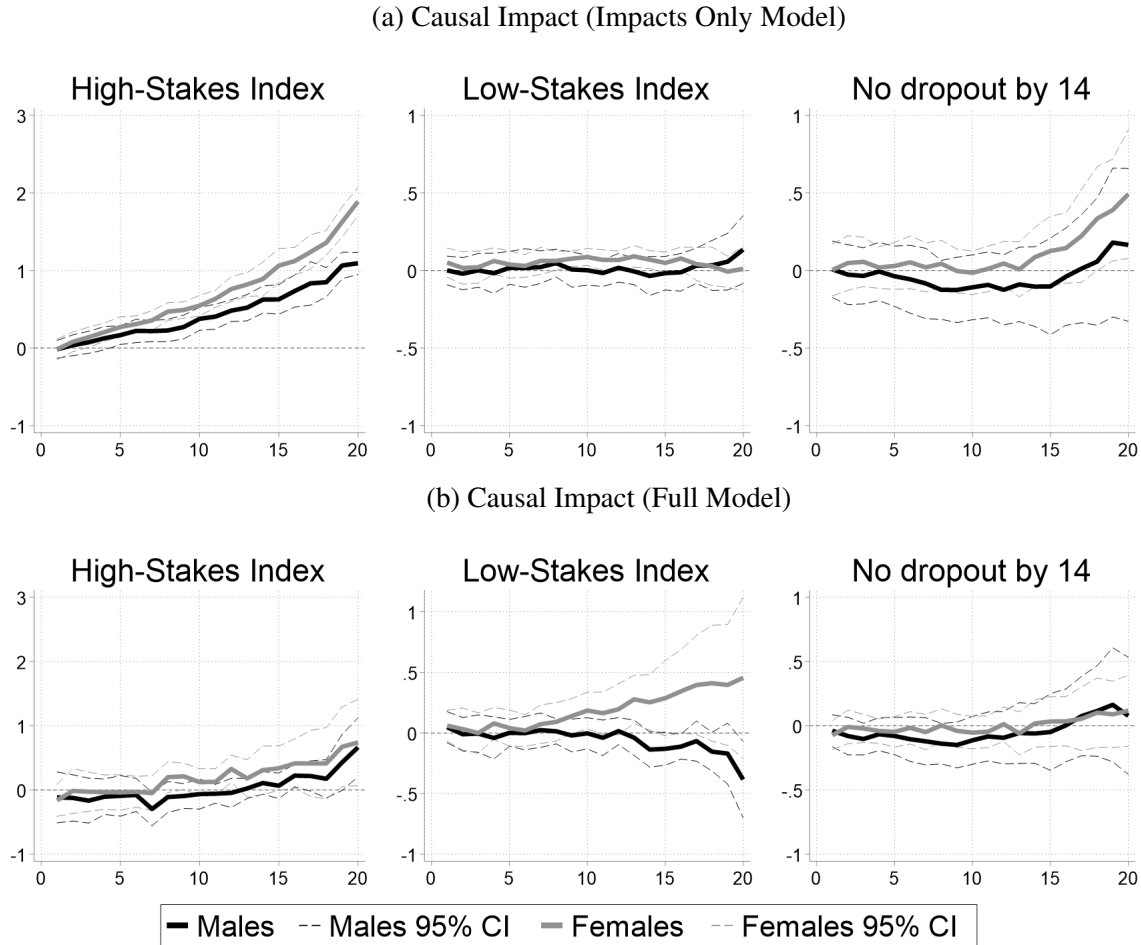 (a) Causal Impact (Impacts Only Model)
High-Stakes Index Low-Stakes Index No dropout by 14
3 1 1
2 .5 .5
1 0 0
0 -.5 -.5
-1 -1 -1
0 5 10 15 20 0 5 10 15 20 0 5 10 15 20
(b) Causal Impact (Full Model)
High-Stakes Index Low-Stakes Index No dropout by 14
3 1 1
2 .5 .5
1 0 0
0 -.5 -.5
-1 -1 -1
0 5 10 15 20 0 5 10 15 20 0 5 10 15 20
Males Males 95% CI Females Females 95% CI